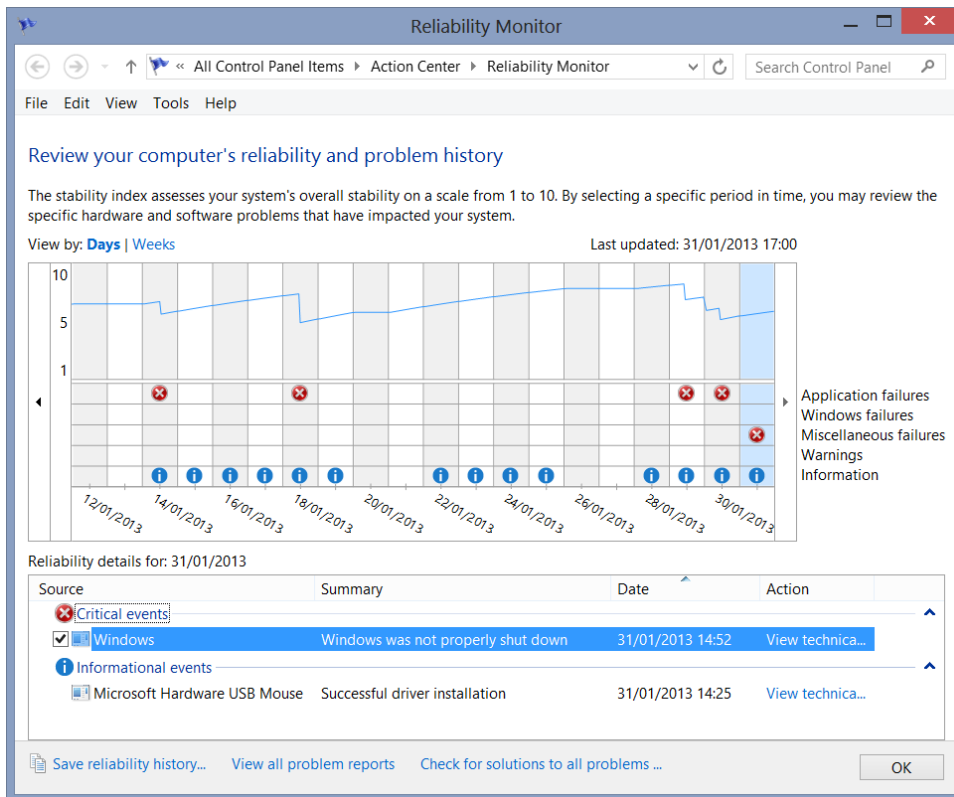 Reliability Monitor
« All Control Panel Items Action Center Reliability Monitor Search Control Panel
File Edit View Tools Help
Review your computer's reliability and problem history
The stability index assesses your system's overall stability on a scale from 1 to 10. By selecting a specific period in time, you may review the
specific hardware and software problems that have impacted your system.
View by: Days | Weeks Last updated: 31/01/2013 17:00
10
5
1
Application failures
Windows failures
Miscellaneous failures
Warnings
Information
12/01/2013 14/01/2013 16/01/2013 18/01/2013 20/01/2013 22/01/2013 24/01/2013 26/01/2013 28/01/2013 30/01/2013
Reliability details for: 31/01/2013
Source Summary Date Action
Critical events
Windows Windows was not properly shut down 31/01/2013 14:52 View technica...
Informational events
Microsoft Hardware USB Mouse Successful driver installation 31/01/2013 14:25 View technica...
Save reliability history... View all problem reports Check for solutions to all problems ... OK